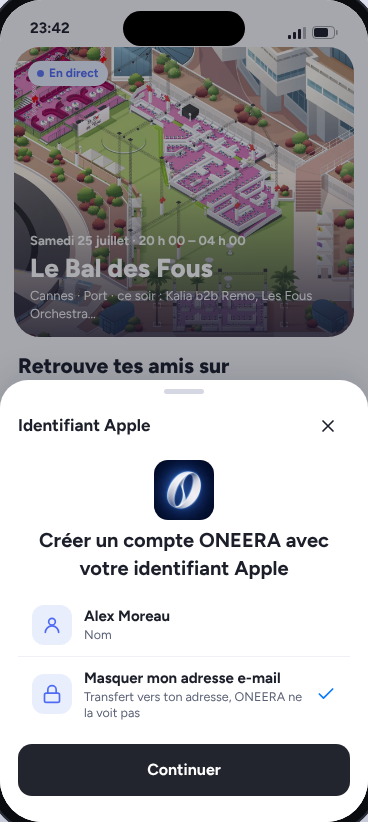 23:42
En direct
Samedi 25 juillet · 20 h 00 – 04 h 00
Le Bal des Fous
Cannes · Port · ce soir : Kalia b2b Remo, Les Fous
Orchestra...
Retrouve tes amis sur
Identifiant Apple
Créer un compte ONEERA avec
votre identifiant Apple
Alex Moreau
Nom
Masquer mon adresse e-mail
Transfert vers ton adresse, ONEERA ne
la voit pas
Continuer